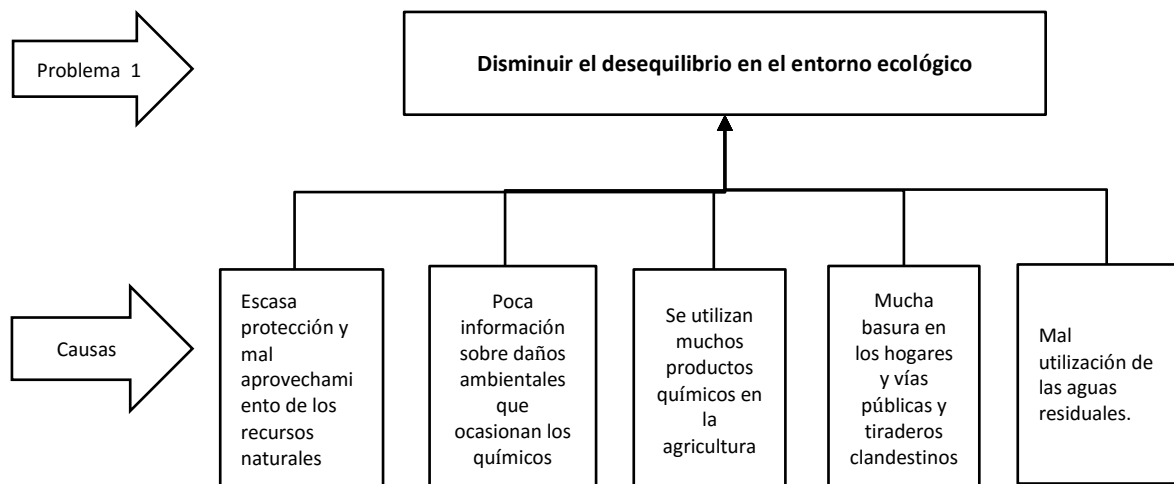 Problema 1
Disminuir el desequilibrio en el entorno ecológico
Causas
Escasa
protección y
mal
aprovechami
ento de los
recursos
naturales
Poca
información
sobre daños
ambientales
que
ocasionan los
químicos
Se utilizan
muchos
productos
químicos en
la
agricultura
Mucha
basura en
los hogares
y vías
públicas y
tiraderos
clandestinos
Mal
utilización de
las aguas
residuales.